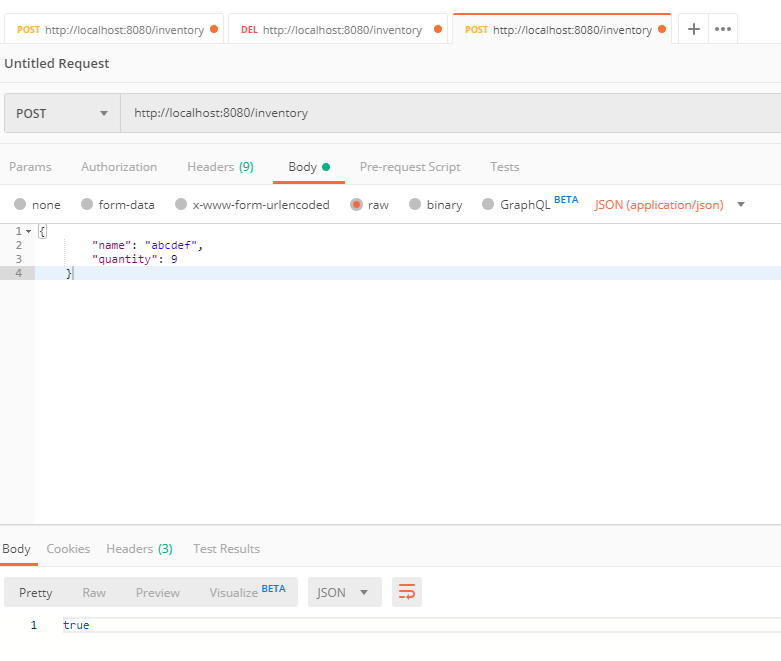 POST http://localhost:8080/inventory DEL http://localhost:8080/inventory POST http://localhost:8080/inventory
Untitled Request
POST http://localhost:8080/inventory
Params Authorization Headers (9) Body Pre-request Script Tests
none form-data x-www-form-urlencoded raw binary GraphQL BETA JSON (application/json)
1 {
2 "name": "abcdef",
3 "quantity": 9
4 }
Body Cookies Headers (3) Test Results
Pretty Raw Preview Visualize BETA JSON
1 true